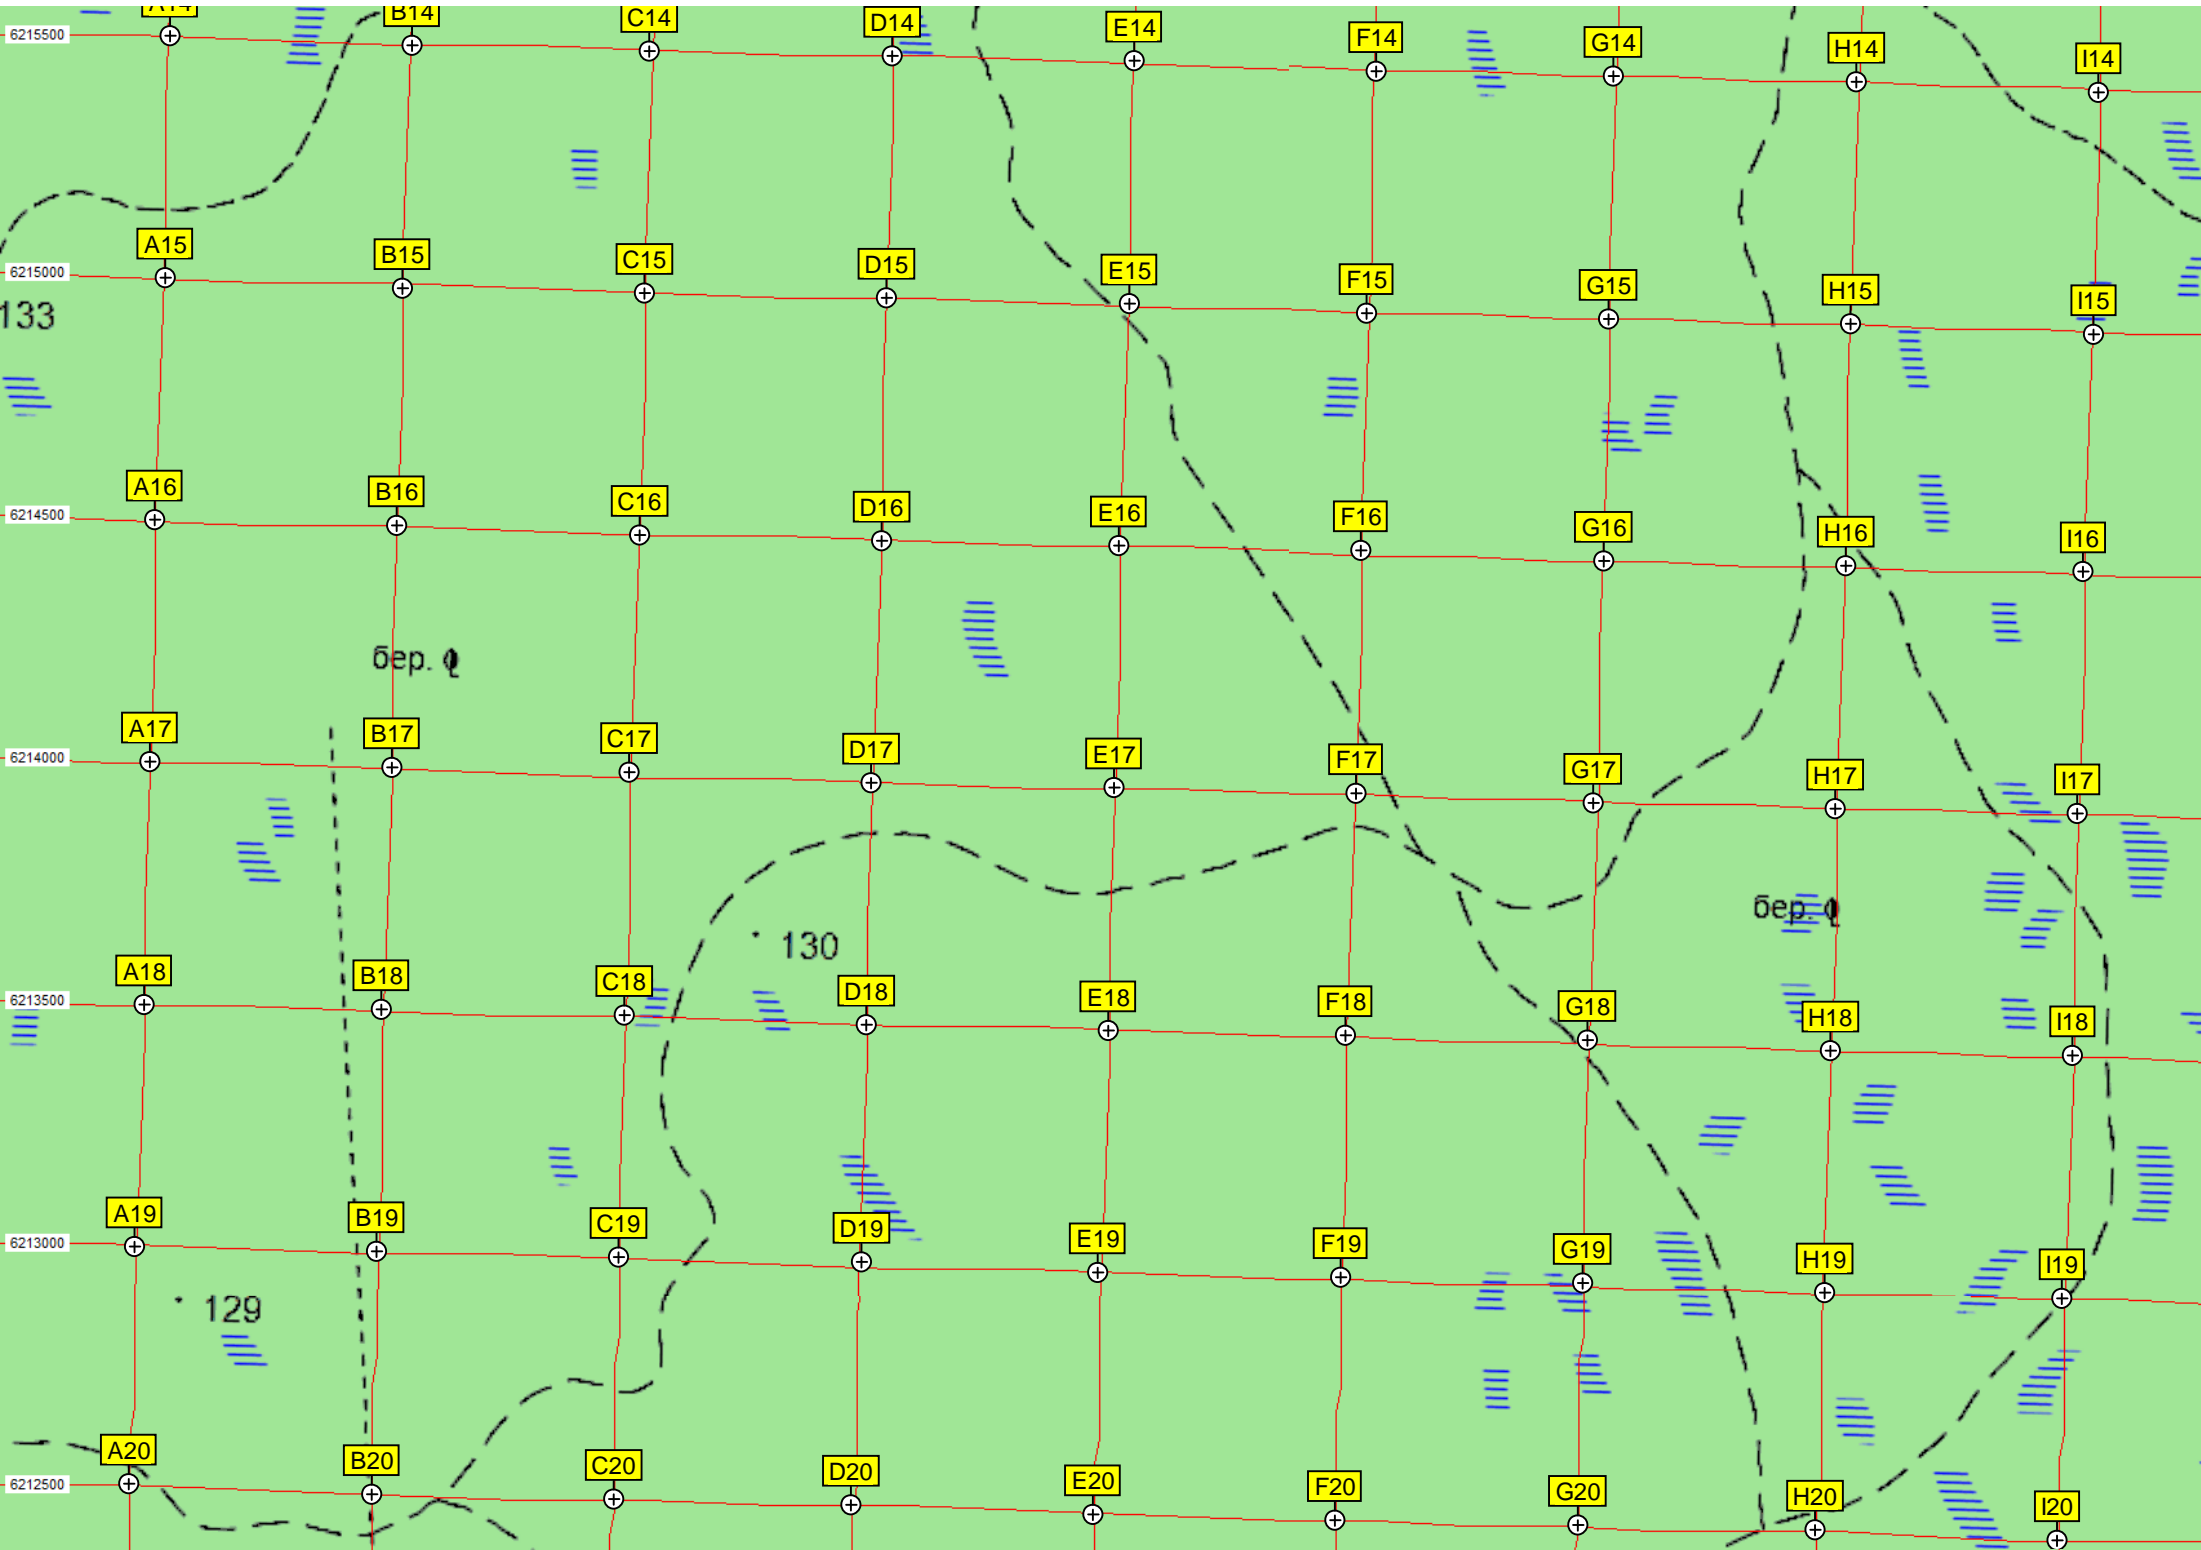 A14 B14 C14 D14 E14 F14 G14 H14 I14
6215500
A15 B15 C15 D15 E15 F15 G15 H15 I15
6215000
133
A16 B16 C16 D16 E16 F16 G16 H16 I16
6214500
бер.
A17 B17 C17 D17 E17 F17 G17 H17 I17
6214000
бер.
130
A18 B18 C18 D18 E18 F18 G18 H18 I18
6213500
A19 B19 C19 D19 E19 F19 G19 H19 I19
6213000
129
A20 B20 C20 D20 E20 F20 G20 H20 I20
6212500